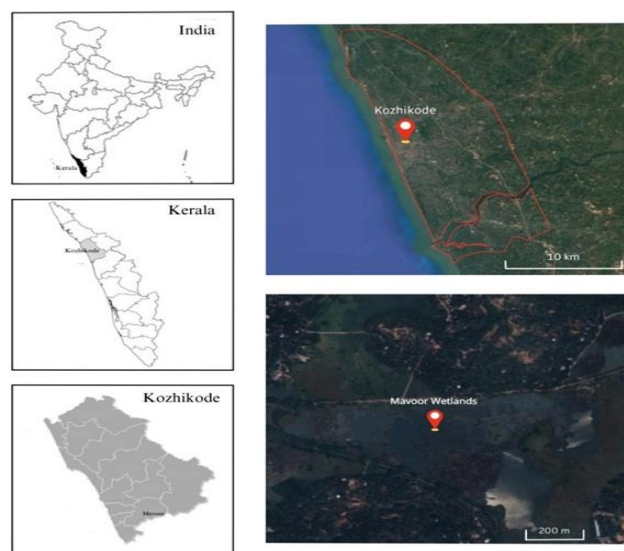 India
Kerala
Kerala
Kozhikode
Kozhikode
Mavoor
Kozhikode
10 km
Mavoor Wetlands
200 m